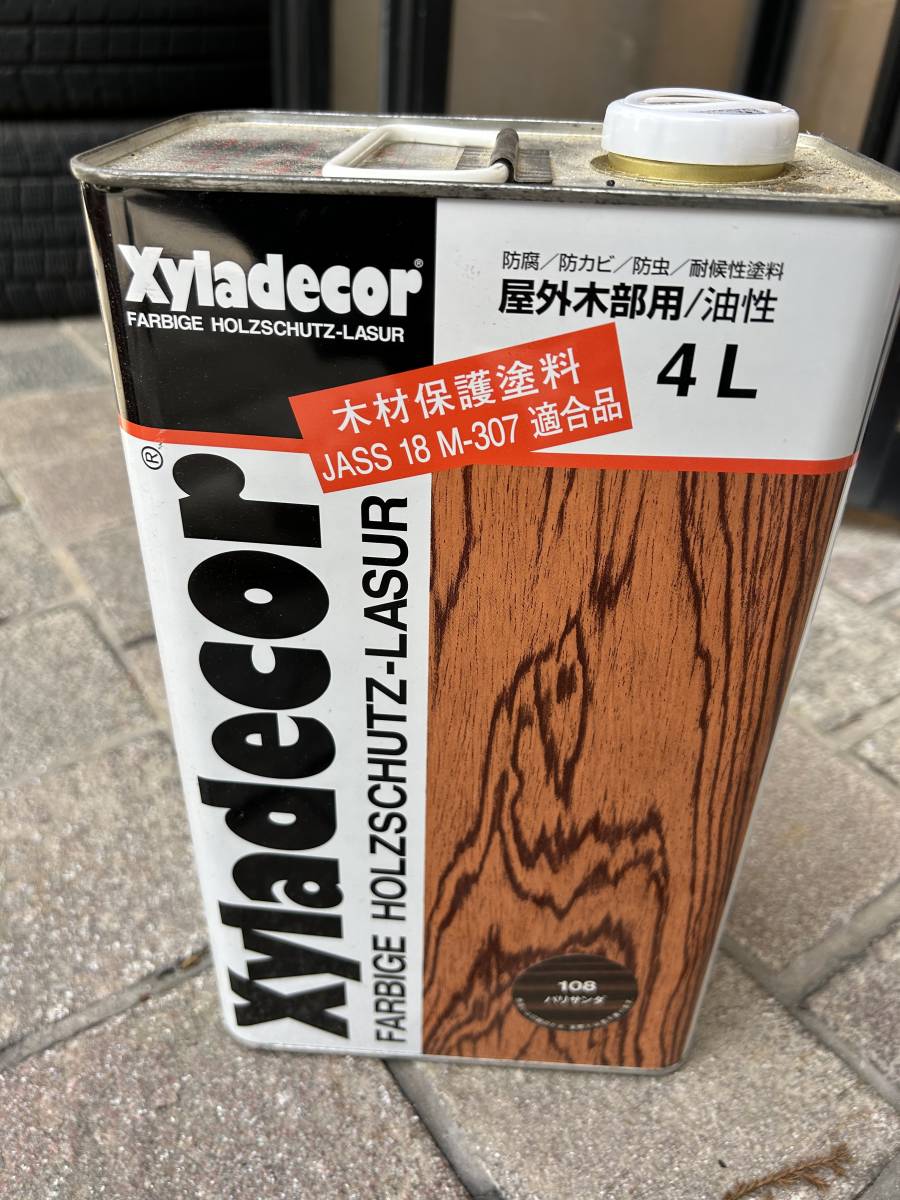 Xyladecor®
FARBIGE HOLZSCHUTZ-LASUR
防腐/防カビ/防虫/耐候性塗料
屋外木部用/油性
4L
木材保護塗料
JASS 18 M-307 適合品
Xyladecor®
FARBIGE HOLZSCHUTZ-LASUR
108
パリサンダ